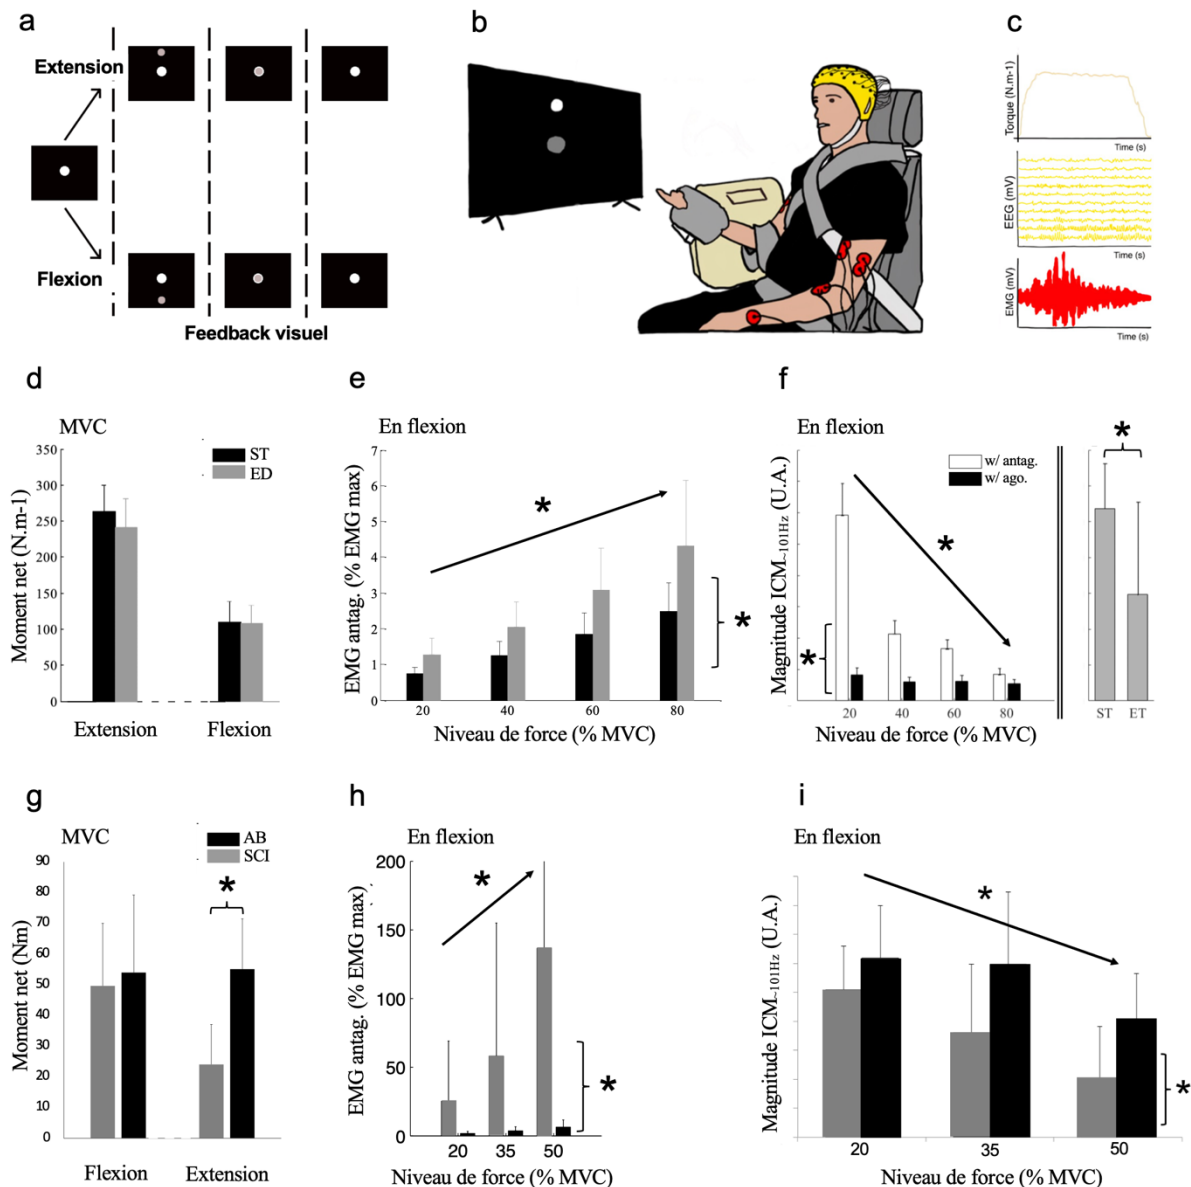 a
Extension
Flexion
Feedback visuel
b
c
Torque (N.m-1)
Time (s)
EEG (mV)
Time (s)
EMG (mV)
Time (s)
d
MVC
ST
ED
Moment net (N.m-1)
350
300
250
200
150
100
50
0
Extension
Flexion
e
En flexion
EMG antag. (% EMG max)
7
6
5
4
3
2
1
0
*
*
20 40 60 80
Niveau de force (% MVC)
f
En flexion
w/ antag.
w/ ago.
Magnitude ICM~101Hz (U.A.)
*
*
*
20 40 60 80
Niveau de force (% MVC)
ST ET
g
MVC
AB
SCI
*
Moment net (Nm)
90
80
70
60
50
40
30
20
10
0
Flexion
Extension
h
En flexion
EMG antag. (% EMG max)
200
150
100
50
0
*
*
20 35 50
Niveau de force (% MVC)
i
En flexion
Magnitude ICM~101Hz (U.A.)
*
*
20 35 50
Niveau de force (% MVC)